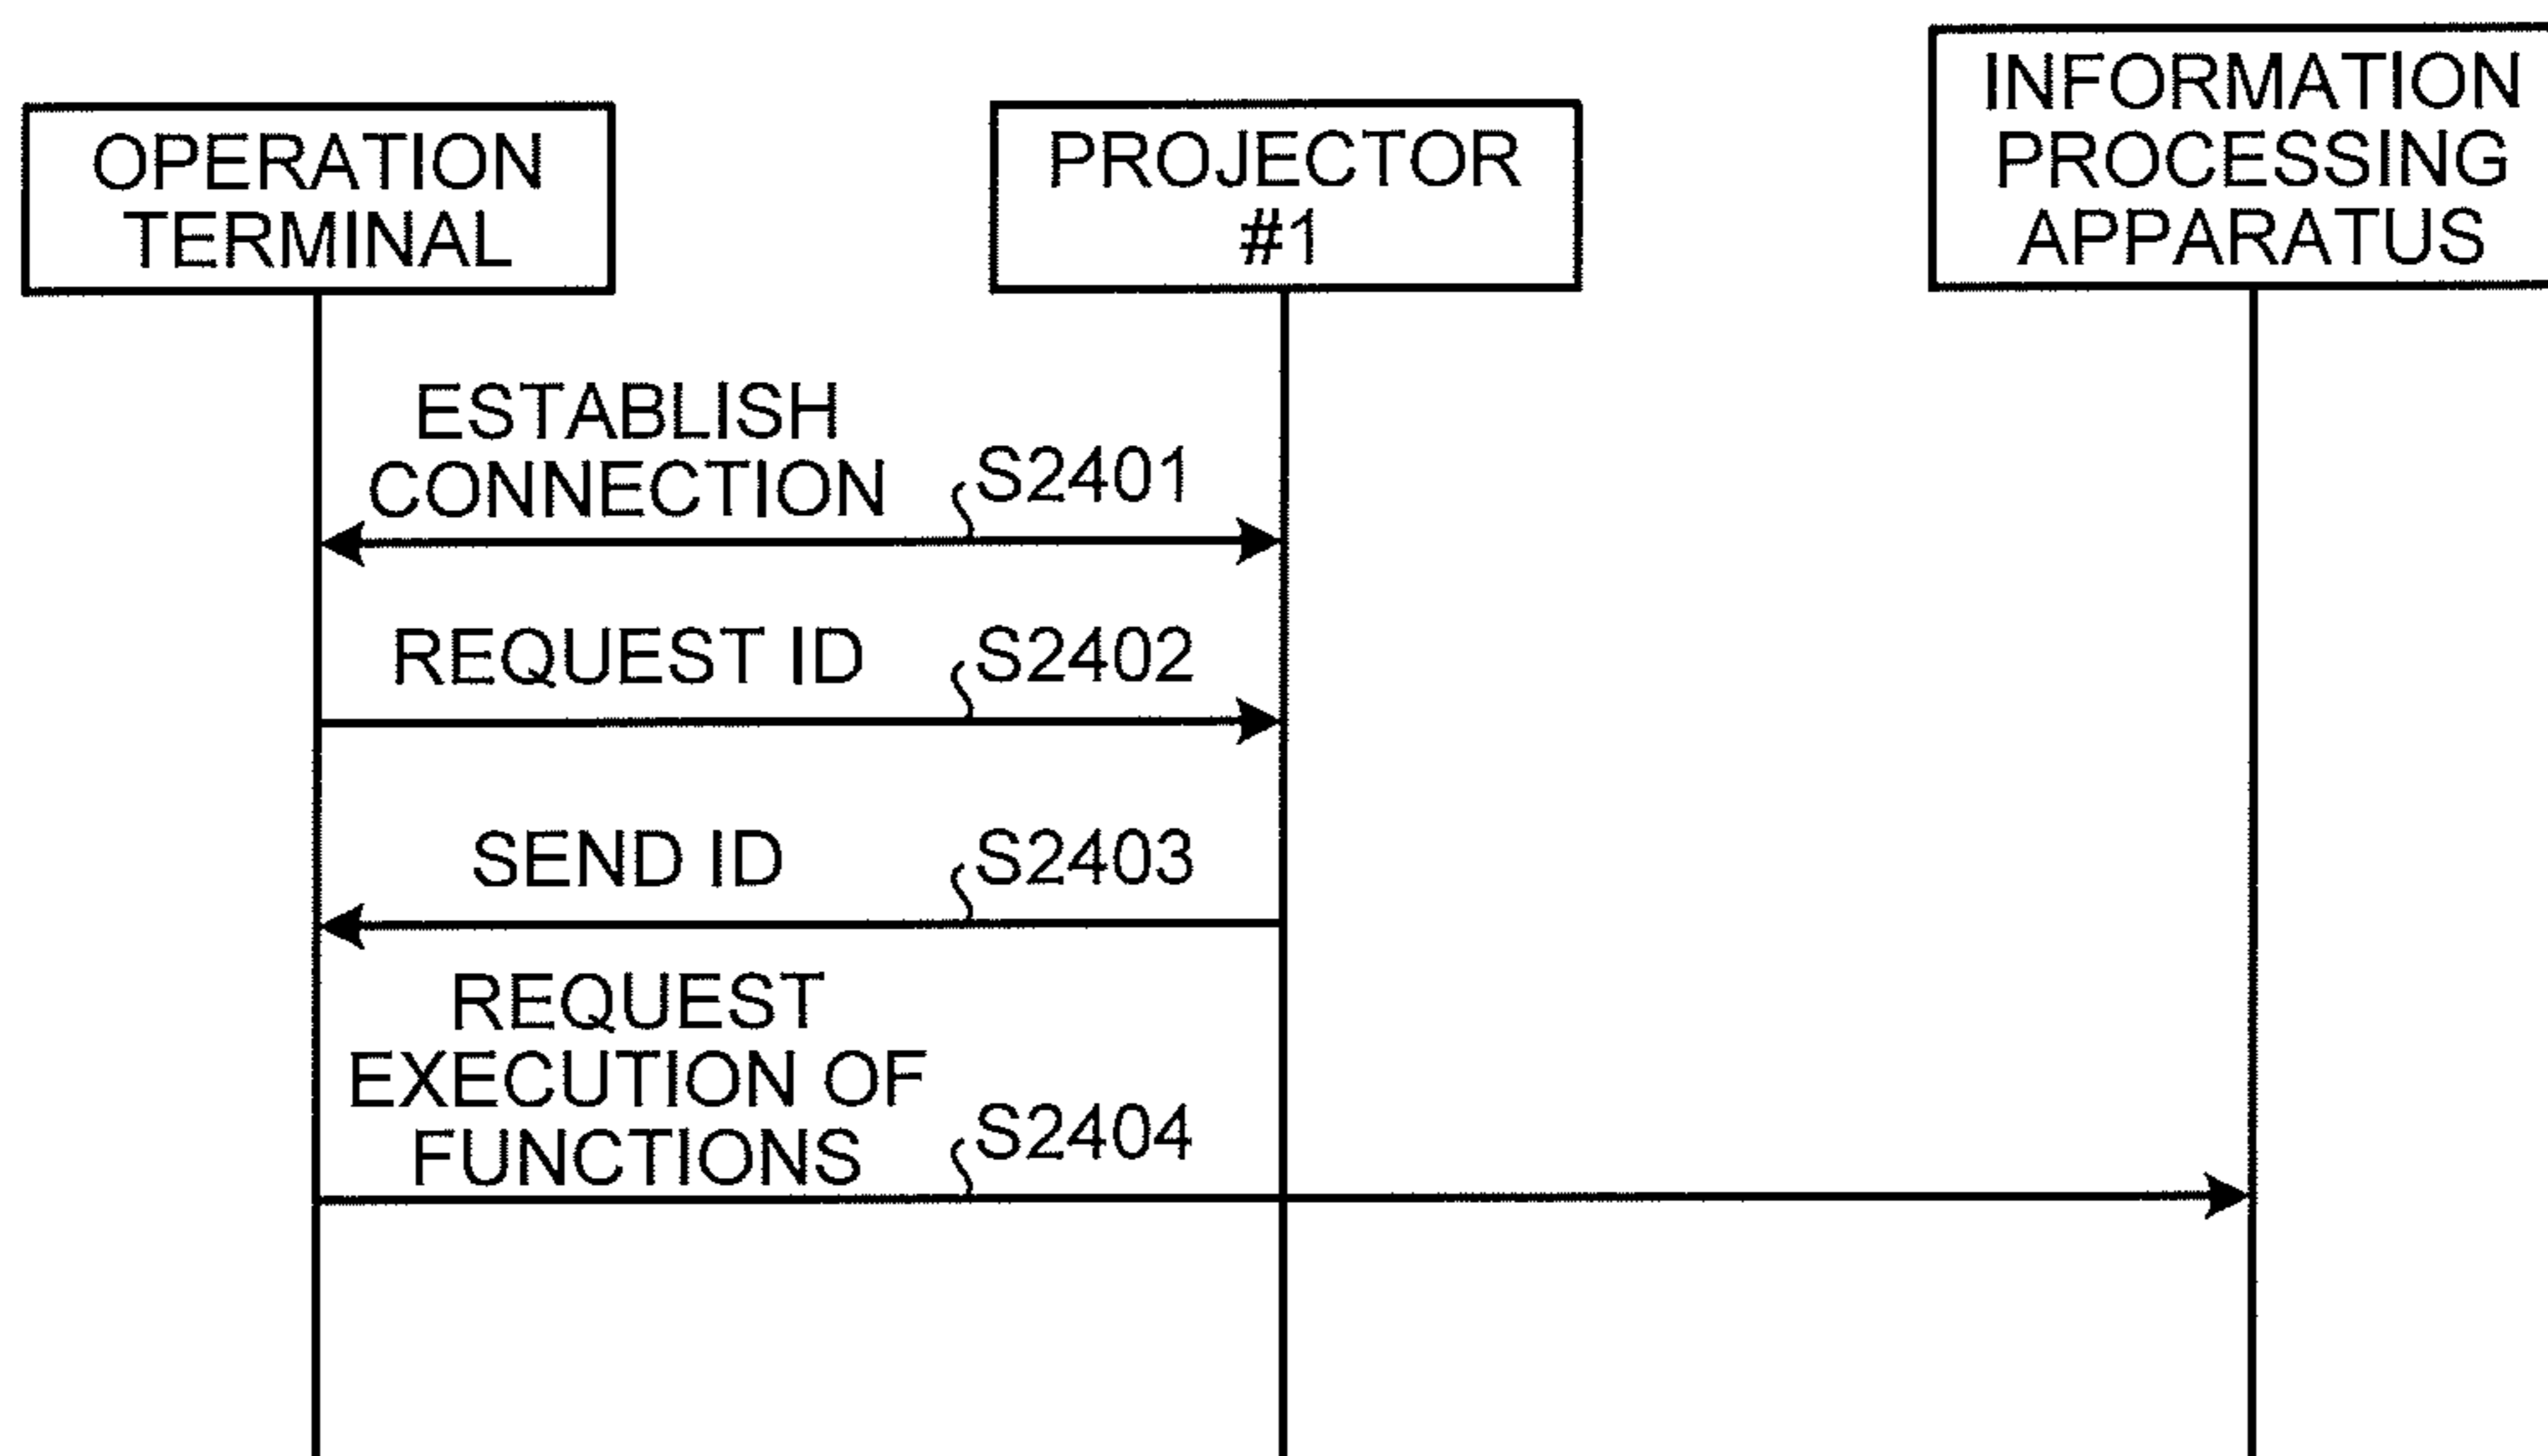 OPERATION
TERMINAL
PROJECTOR
#1
INFORMATION
PROCESSING
APPARATUS
ESTABLISH
CONNECTION
S2401
REQUEST ID
S2402
SEND ID
S2403
REQUEST
EXECUTION OF
FUNCTIONS
S2404